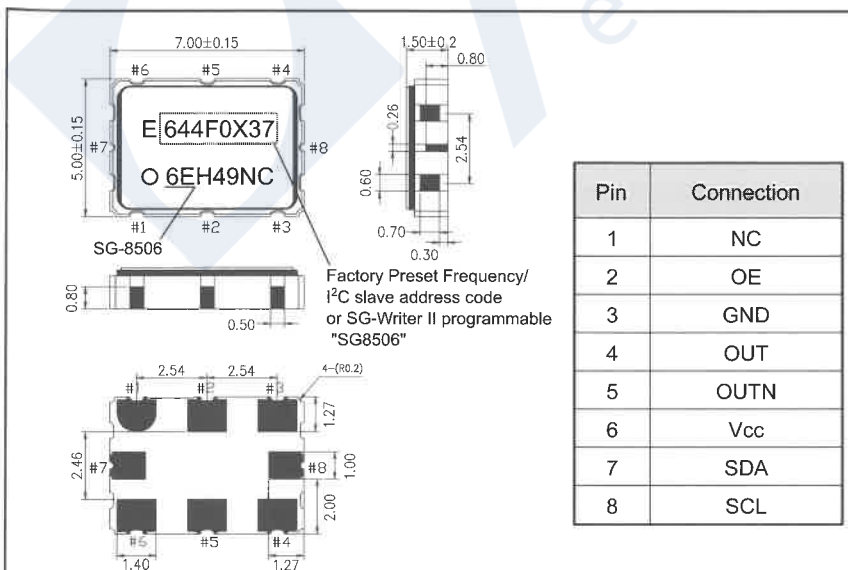 7.00±0.15
#6 #5 #4
5.00±0.15
#7
#8
E 644F0X37
O 6EH49NC
#1 #2 #3
SG-8506
1.50±0.2
0.80
0.26
2.54
0.60
0.70
0.30
0.80
0.50
Factory Preset Frequency/
I²C slave address code
or SG-Writer II programmable
"SG8506"
2.54 2.54
4-(R0.2)
#1 #2 #3
1.27
2.46
#7
#8
1.00
2.00
#6 #5 #4
1.40
1.27
Pin Connection
1 NC
2 OE
3 GND
4 OUT
5 OUTN
6 Vcc
7 SDA
8 SCL